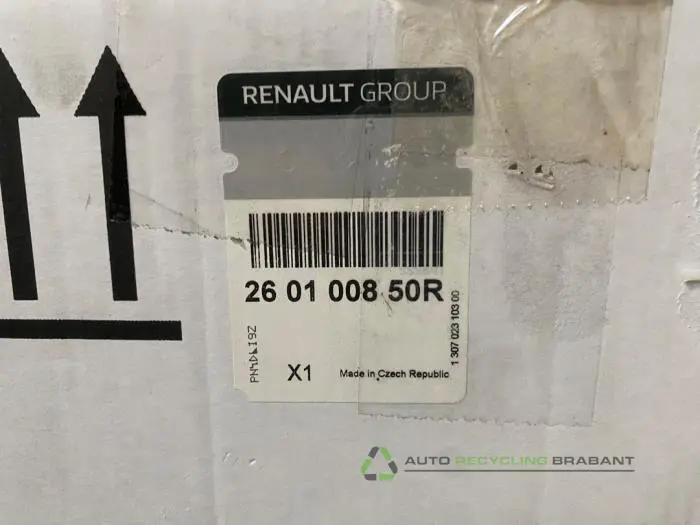 RENAULT GROUP
26 01 008 50R
1 307 023 103 00
X1
Made in Czech Republic
AUTO RECYCLING BRABANT